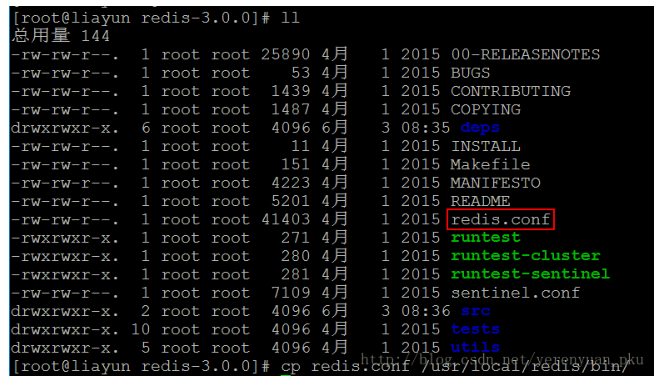 [root@liayun redis-3.0.0]# ll
总用量 144
-rw-rw-r--. 1 root root 25890 4月 1 2015 00-RELEASENOTES
-rw-rw-r--. 1 root root 53 4月 1 2015 BUGS
-rw-rw-r--. 1 root root 1439 4月 1 2015 CONTRIBUTING
-rw-rw-r--. 1 root root 1487 4月 1 2015 COPYING
drwxrwxr-x. 6 root root 4096 6月 3 08:35 deps
-rw-rw-r--. 1 root root 11 4月 1 2015 INSTALL
-rw-rw-r--. 1 root root 151 4月 1 2015 Makefile
-rw-rw-r--. 1 root root 4223 4月 1 2015 MANIFESTO
-rw-rw-r--. 1 root root 5201 4月 1 2015 README
-rw-rw-r--. 1 root root 41403 4月 1 2015 redis.conf
-rwxrwxr-x. 1 root root 271 4月 1 2015 runtest
-rwxrwxr-x. 1 root root 280 4月 1 2015 runtest-cluster
-rwxrwxr-x. 1 root root 281 4月 1 2015 runtest-sentinel
-rw-rw-r--. 1 root root 7109 4月 1 2015 sentinel.conf
drwxrwxr-x. 2 root root 4096 6月 3 08:36 src
drwxrwxr-x. 10 root root 4096 4月 1 2015 tests
drwxrwxr-x. 5 root root 4096 4月 1 2015 utils
[root@liayun redis-3.0.0]# cp redis.conf /usr/local/redis/bin/
http://blog.csdn.net/yerenyuan_pku